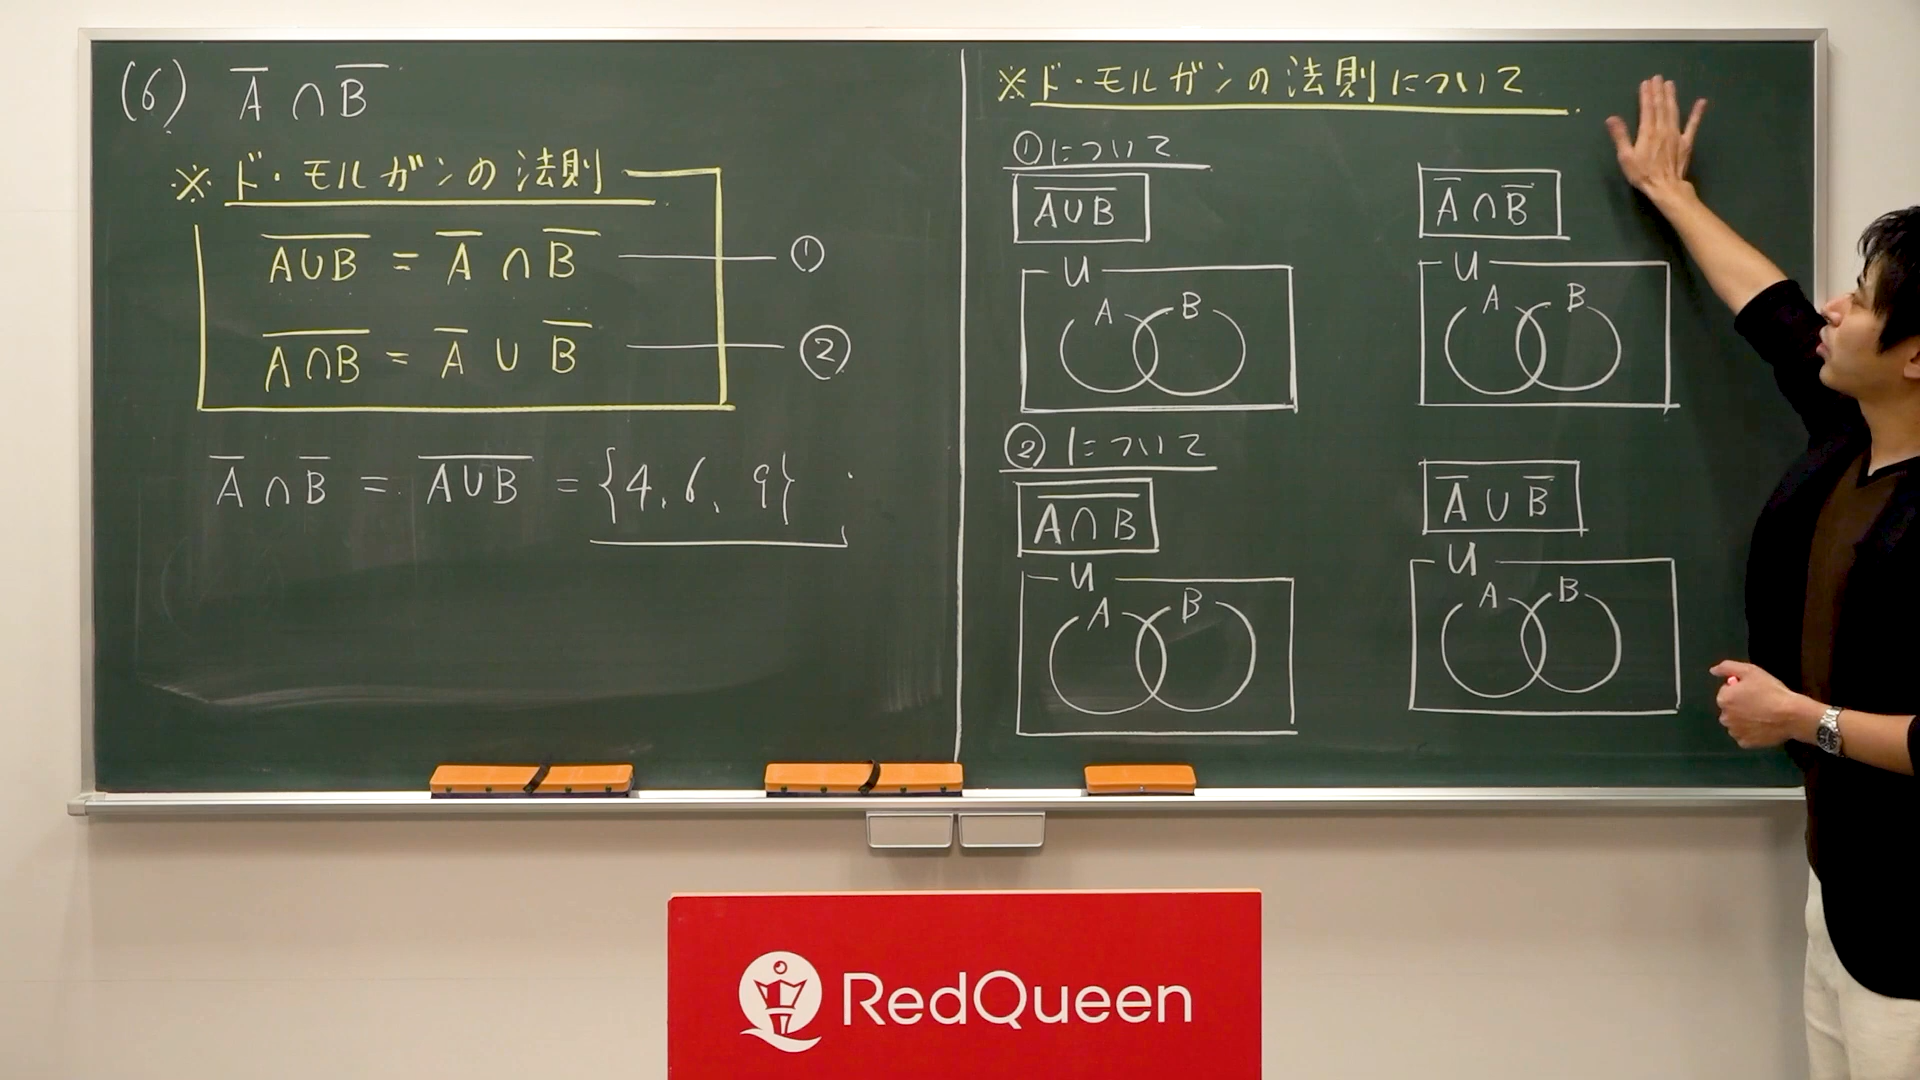 (6) A̅ ∩ B̅
※ ド・モルガンの法則
A̅∪̅B̅ = A̅ ∩ B̅ ①
A̅∩̅B̅ = A̅ ∪ B̅ ②
A̅ ∩ B̅ = A̅∪̅B̅ = {4, 6, 9}
※ド・モルガンの法則について
①について
A̅∪̅B̅
U
A B
A̅ ∩ B̅
U
A B
②について
A̅∩̅B̅
U
A B
A̅ ∪ B̅
U
A B
RedQueen